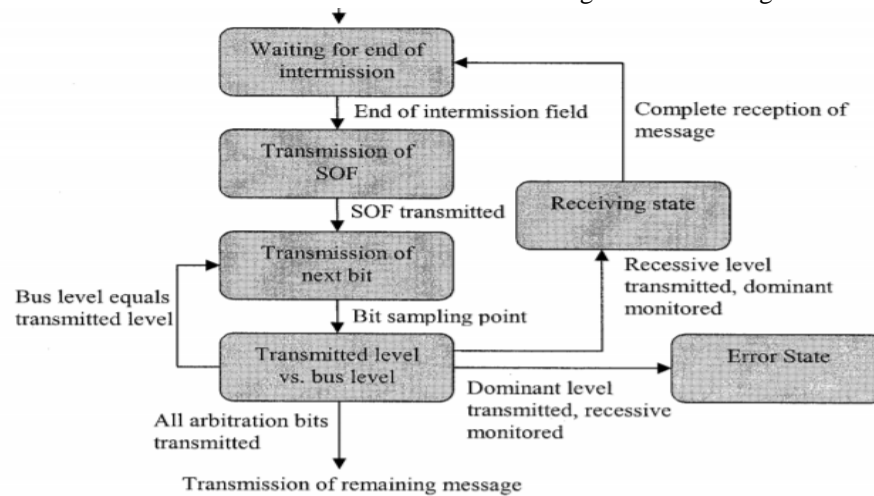 Waiting for end of
intermission
End of intermission field
Complete reception of
message
Transmission of
SOF
Receiving state
SOF transmitted
Transmission of
next bit
Recessive level
transmitted, dominant
monitored
Bus level equals
transmitted level
Bit sampling point
Transmitted level
vs. bus level
Error State
Dominant level
transmitted, recessive
monitored
All arbitration bits
transmitted
Transmission of remaining message